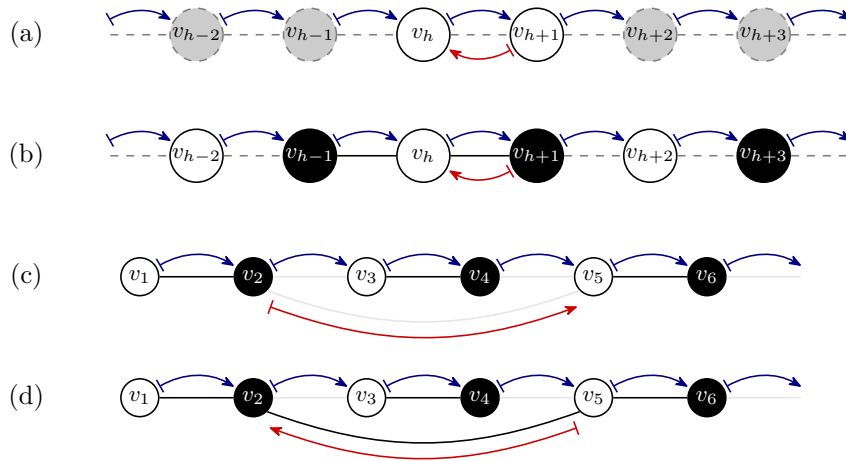 (a) v_{h−2} v_{h−1} v_h v_{h+1} v_{h+2} v_{h+3}
(b) v_{h−2} v_{h−1} v_h v_{h+1} v_{h+2} v_{h+3}
(c) v_1 v_2 v_3 v_4 v_5 v_6
(d) v_1 v_2 v_3 v_4 v_5 v_6